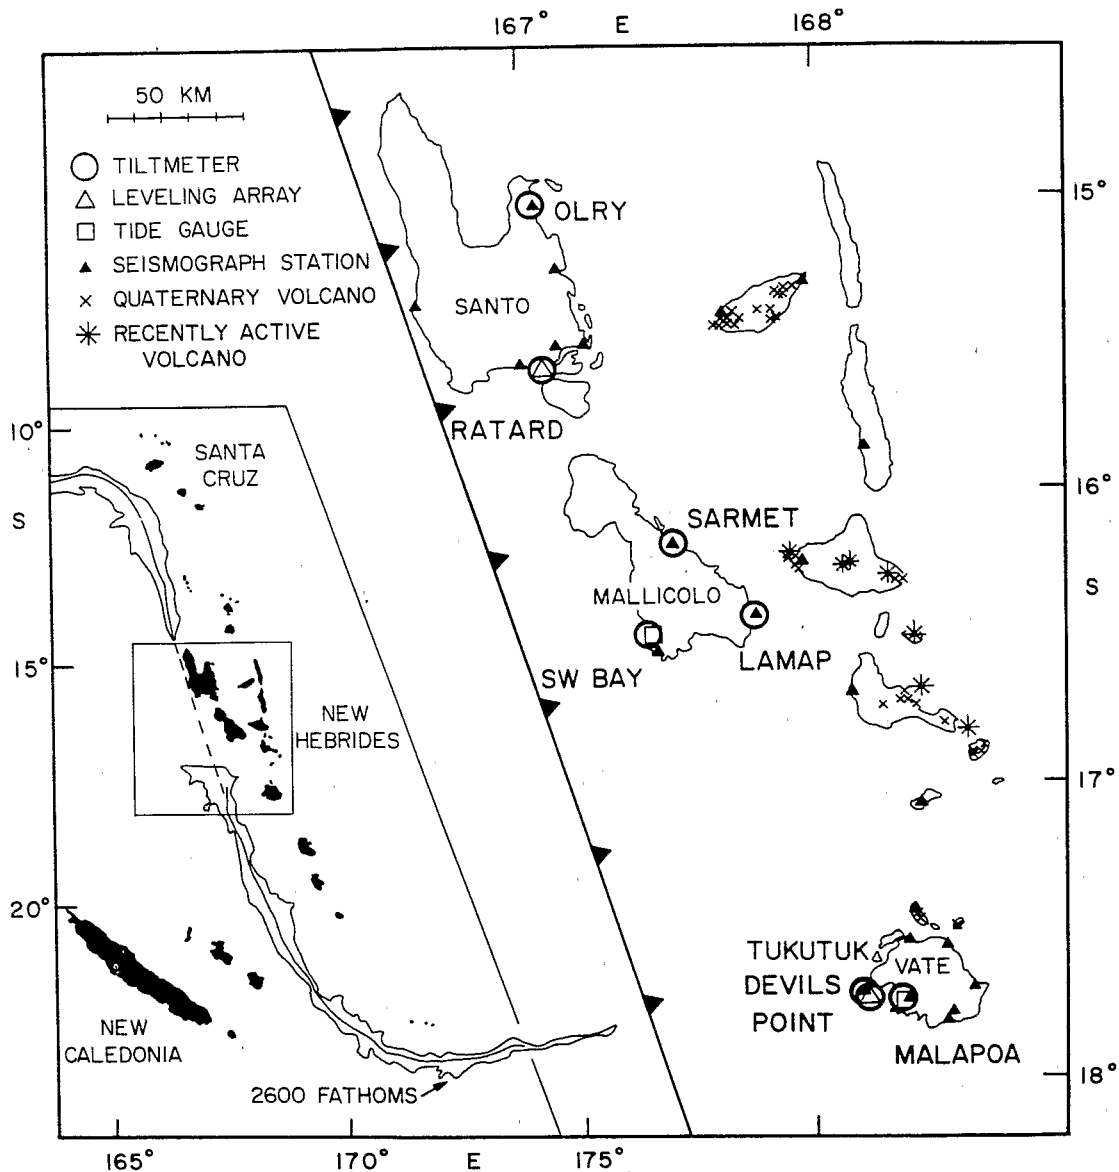 167° E 168°
50 KM
TILTMETER
LEVELING ARRAY
TIDE GAUGE
SEISMOGRAPH STATION
QUATERNARY VOLCANO
RECENTLY ACTIVE
VOLCANO
OLRY
15°
SANTO
RATARD
10°
S
SANTA
CRUZ
16°
SARMET
S
MALLICOLO
LAMAP
SW BAY
15°
NEW
HEBRIDES
17°
20°
TUKUTUK
DEVILS
POINT
VATE
MALAPOA
NEW
CALEDONIA
2600 FATHOMS
18°
165° 170° E 175°